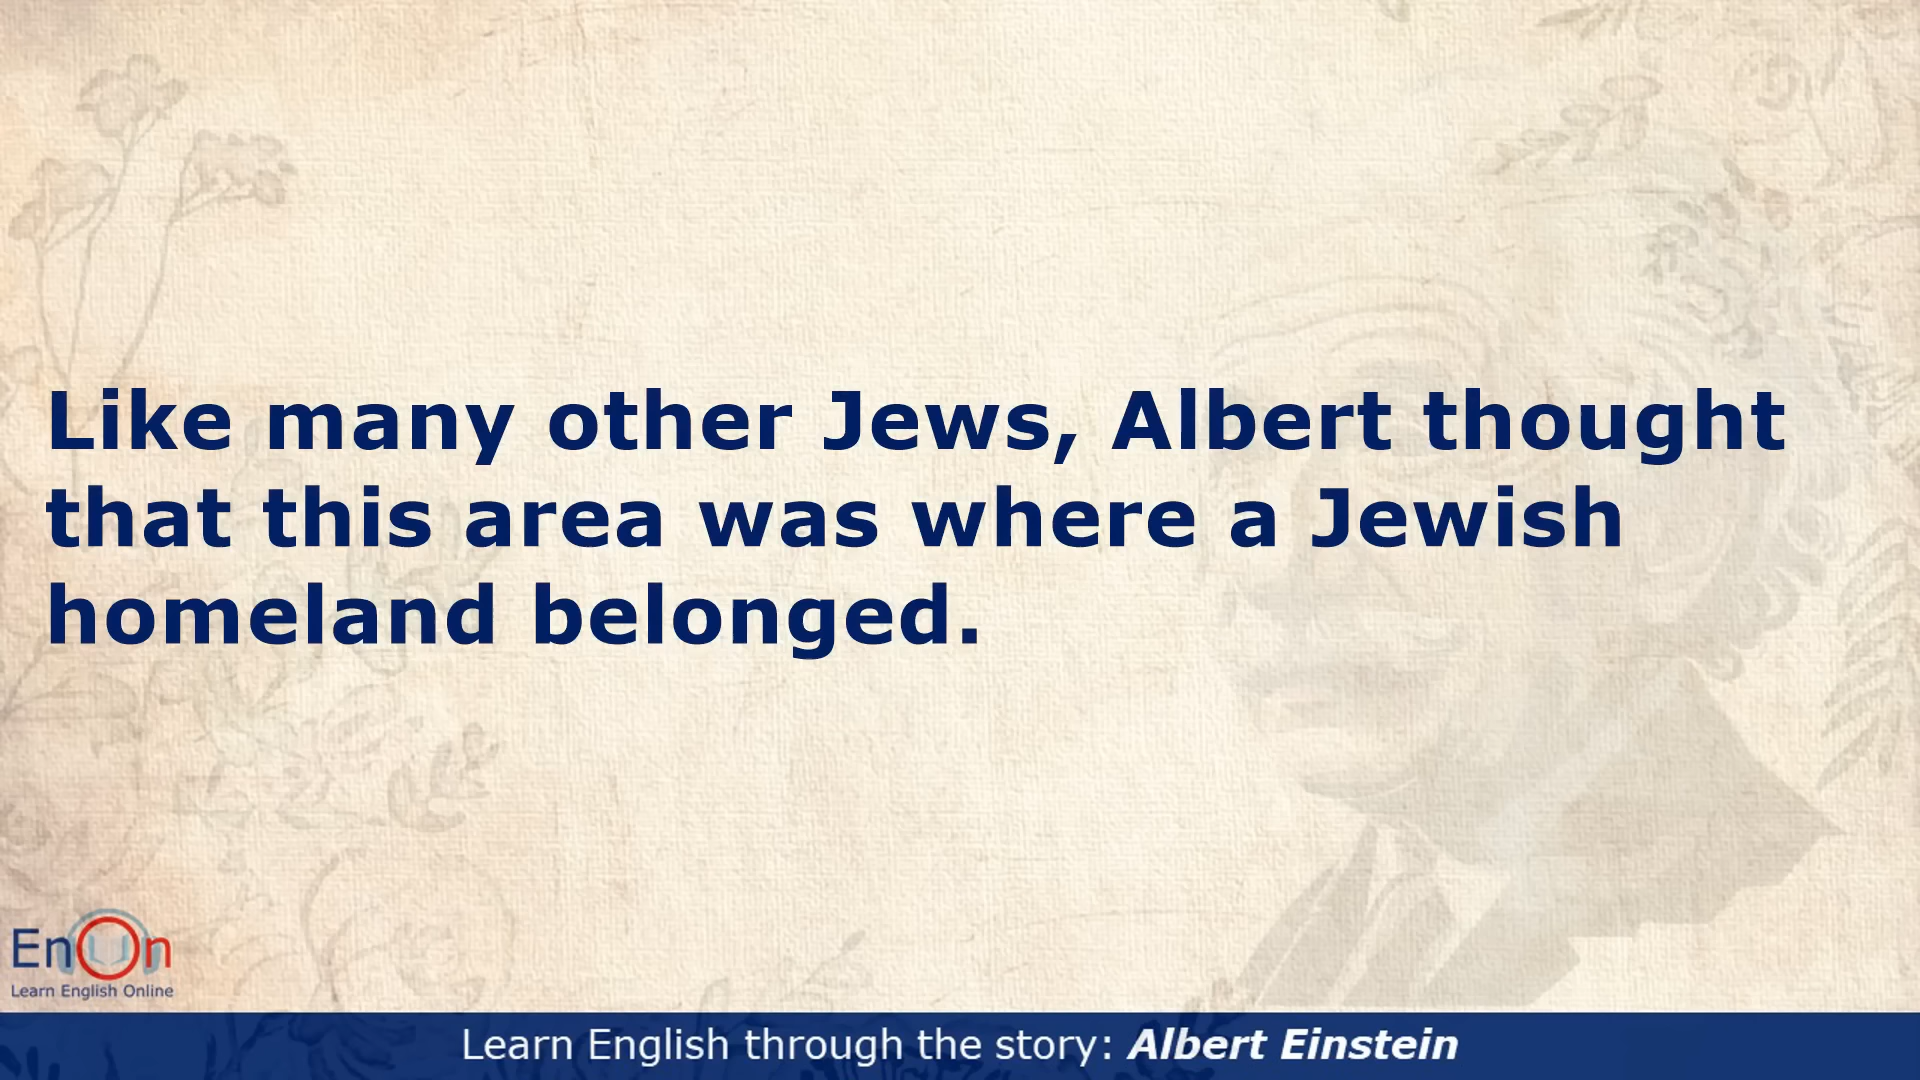 Like many other Jews, Albert thought
that this area was where a Jewish
homeland belonged.
EnOn
Learn English Online
Learn English through the story: Albert Einstein